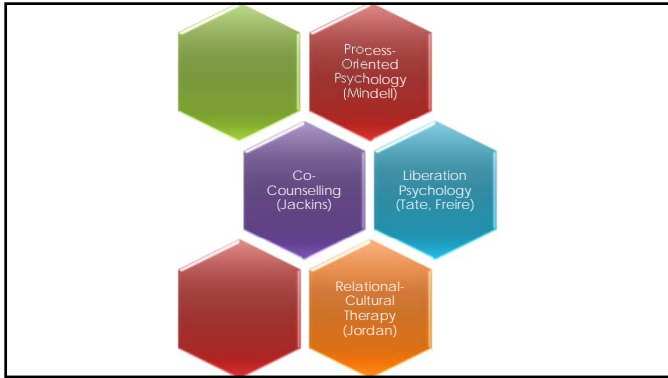 Process-
Oriented
Psychology
(Mindell)
Co-
Counselling
(Jackins)
Liberation
Psychology
(Tate, Freire)
Relational-
Cultural
Therapy
(Jordan)